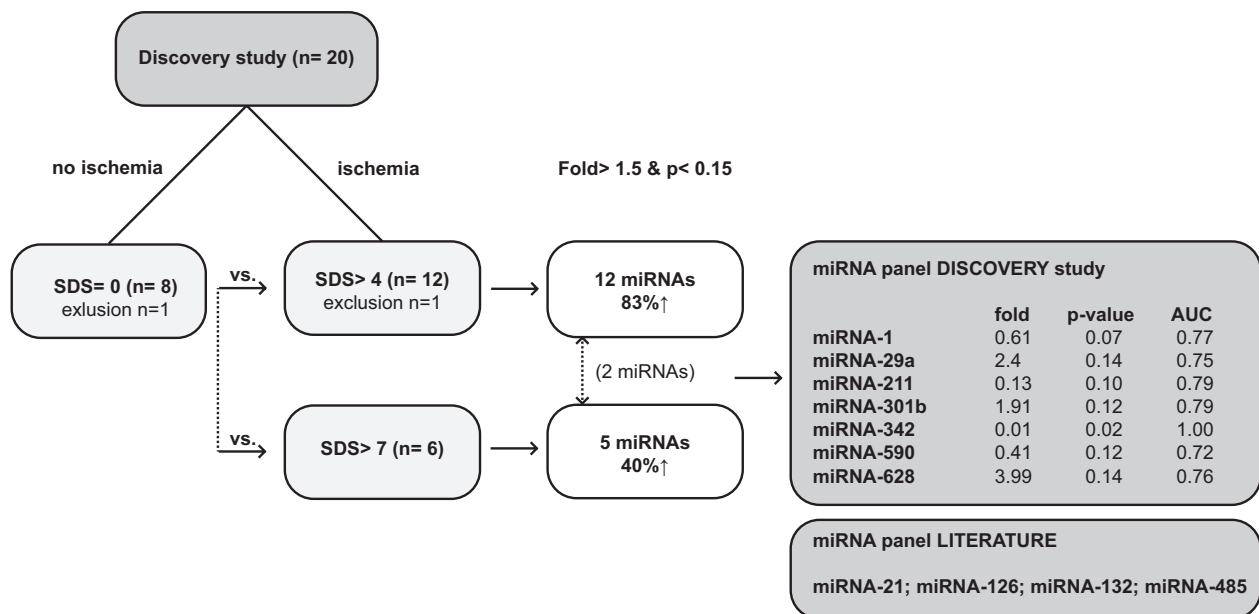 Discovery study (n= 20)
no ischemia
ischemia
Fold> 1.5 & p< 0.15
SDS= 0 (n= 8)
exlusion n=1
vs.
SDS> 4 (n= 12)
exclusion n=1
12 miRNAs
83%↑
(2 miRNAs)
vs.
SDS> 7 (n= 6)
5 miRNAs
40%↑
miRNA panel DISCOVERY study
fold p-value AUC
miRNA-1 0.61 0.07 0.77
miRNA-29a 2.4 0.14 0.75
miRNA-211 0.13 0.10 0.79
miRNA-301b 1.91 0.12 0.79
miRNA-342 0.01 0.02 1.00
miRNA-590 0.41 0.12 0.72
miRNA-628 3.99 0.14 0.76
miRNA panel LITERATURE
miRNA-21; miRNA-126; miRNA-132; miRNA-485